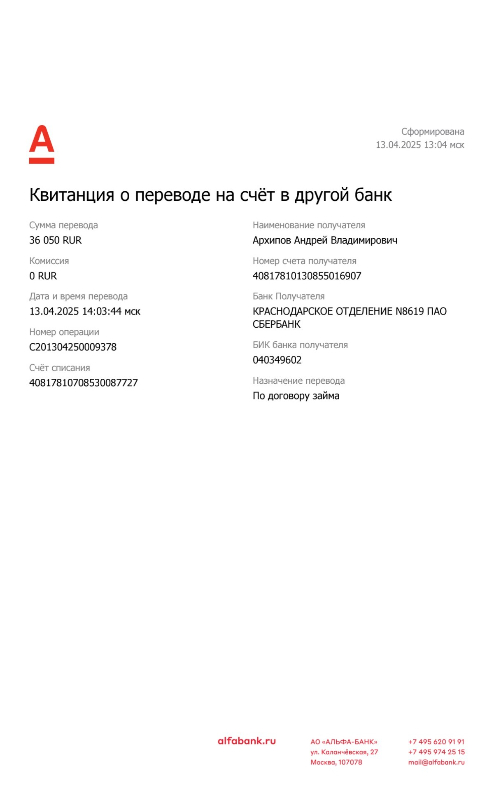 А
Сформирована
13.04.2025 13:04 мск
Квитанция о переводе на счёт в другой банк
Сумма перевода
36 050 RUR
Комиссия
0 RUR
Дата и время перевода
13.04.2025 14:03:44 мск
Номер операции
C201304250009378
Счёт списания
40817810708530087727
Наименование получателя
Архипов Андрей Владимирович
Номер счета получателя
40817810130855016907
Банк Получателя
КРАСНОДАРСКОЕ ОТДЕЛЕНИЕ N8619 ПАО
СБЕРБАНК
БИК банка получателя
040349602
Назначение перевода
По договору займа
alfabank.ru
АО «АЛЬФА-БАНК»
ул. Каланчёвская, 27
Москва, 107078
+7 495 620 91 91
+7 495 974 25 15
mail@alfabank.ru